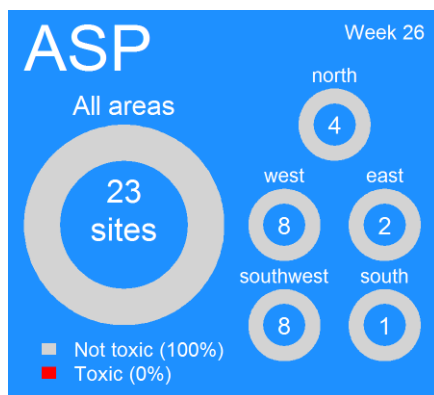 ASP
Week 26
All areas
23
sites
north
4
west
8
east
2
southwest
8
south
1
Not toxic (100%)
Toxic (0%)